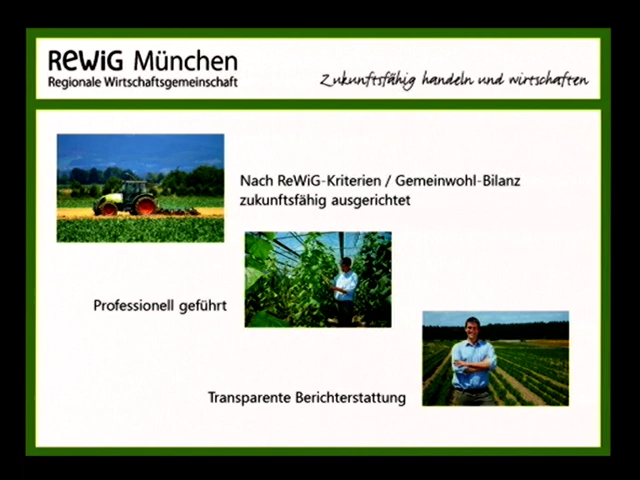 ReWiG München
Regionale Wirtschaftsgemeinschaft
Zukunftsfähig handeln und wirtschaften
Nach ReWiG-Kriterien / Gemeinwohl-Bilanz
zukunftsfähig ausgerichtet
Professionell geführt
Transparente Berichterstattung